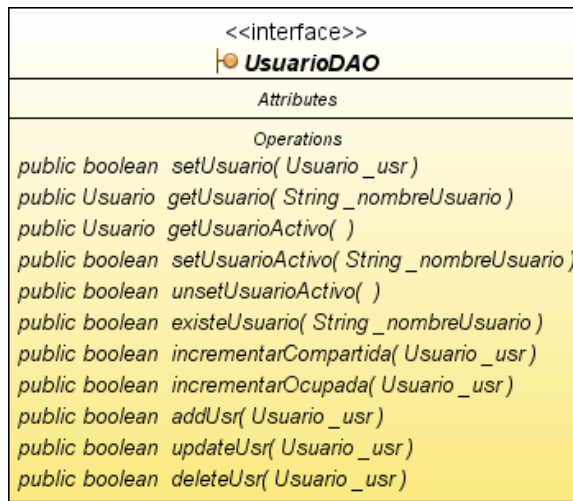 <<interface>>
UsuarioDAO
Attributes
Operations
public boolean setUsuario( Usuario _usr )
public Usuario getUsuario( String _nombreUsuario )
public Usuario getUsuarioActivo( )
public boolean setUsuarioActivo( String _nombreUsuario )
public boolean unsetUsuarioActivo( )
public boolean existeUsuario( String _nombreUsuario )
public boolean incrementarCompartida( Usuario _usr )
public boolean incrementarOcupada( Usuario _usr )
public boolean addUsr( Usuario _usr )
public boolean updateUsr( Usuario _usr )
public boolean deleteUsr( Usuario _usr )